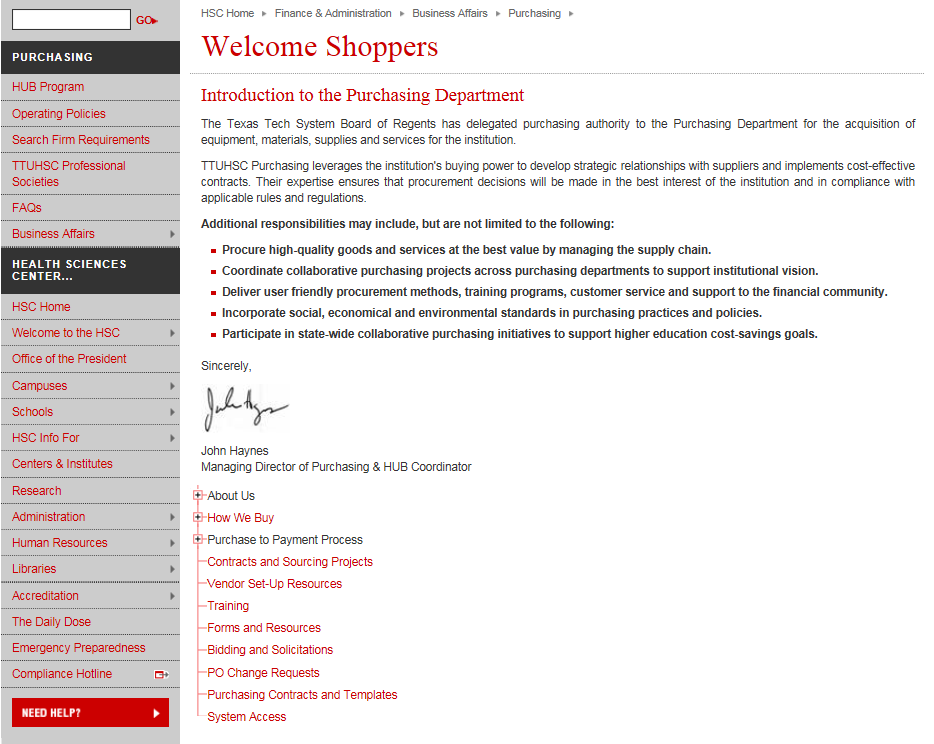 GO
PURCHASING
HUB Program
Operating Policies
Search Firm Requirements
TTUHSC Professional
Societies
FAQs
Business Affairs
HEALTH SCIENCES
CENTER...
HSC Home
Welcome to the HSC
Office of the President
Campuses
Schools
HSC Info For
Centers & Institutes
Research
Administration
Human Resources
Libraries
Accreditation
The Daily Dose
Emergency Preparedness
Compliance Hotline
NEED HELP?
HSC Home Finance & Administration Business Affairs Purchasing
Welcome Shoppers
Introduction to the Purchasing Department
The Texas Tech System Board of Regents has delegated purchasing authority to the Purchasing Department for the acquisition of
equipment, materials, supplies and services for the institution.
TTUHSC Purchasing leverages the institution's buying power to develop strategic relationships with suppliers and implements cost-effective
contracts. Their expertise ensures that procurement decisions will be made in the best interest of the institution and in compliance with
applicable rules and regulations.
Additional responsibilities may include, but are not limited to the following:
Procure high-quality goods and services at the best value by managing the supply chain.
Coordinate collaborative purchasing projects across purchasing departments to support institutional vision.
Deliver user friendly procurement methods, training programs, customer service and support to the financial community.
Incorporate social, economical and environmental standards in purchasing practices and policies.
Participate in state-wide collaborative purchasing initiatives to support higher education cost-savings goals.
Sincerely,
John Haynes
Managing Director of Purchasing & HUB Coordinator
About Us
How We Buy
Purchase to Payment Process
Contracts and Sourcing Projects
Vendor Set-Up Resources
Training
Forms and Resources
Bidding and Solicitations
PO Change Requests
Purchasing Contracts and Templates
System Access